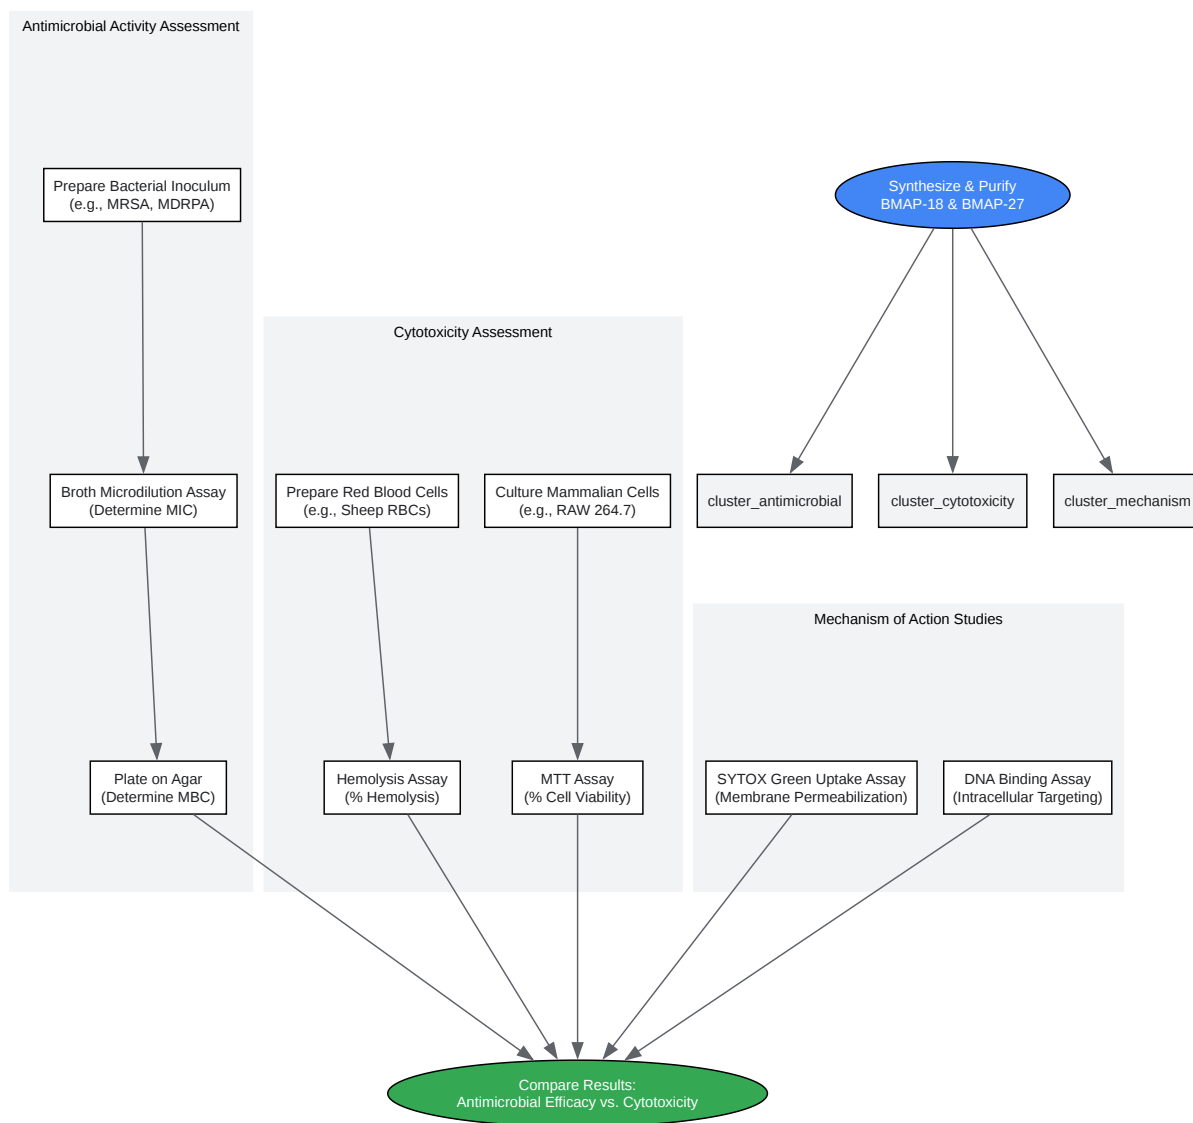 Antimicrobial Activity Assessment
Prepare Bacterial Inoculum
(e.g., MRSA, MDRPA)
Synthesize & Purify
BMAP-18 & BMAP-27
Cytotoxicity Assessment
Broth Microdilution Assay
(Determine MIC)
Prepare Red Blood Cells
(e.g., Sheep RBCs)
Culture Mammalian Cells
(e.g., RAW 264.7)
cluster_antimicrobial
cluster_cytotoxicity
cluster_mechanism
Mechanism of Action Studies
Plate on Agar
(Determine MBC)
Hemolysis Assay
(% Hemolysis)
MTT Assay
(% Cell Viability)
SYTOX Green Uptake Assay
(Membrane Permeabilization)
DNA Binding Assay
(Intracellular Targeting)
Compare Results:
Antimicrobial Efficacy vs. Cytotoxicity